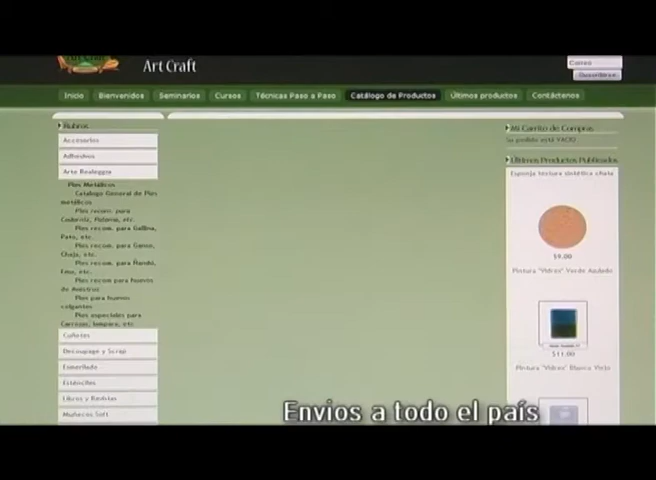 Art Craft
Correo
Inicio
Bienvenidos
Seminarios
Cursos
Técnicas Paso a Paso
Catálogo de Productos
Últimos productos
Contáctenos
Rubros
Accesorios
Adhesivos
Arte Realeggio
Pies Metálicos
Catalogo General de Pies
metálicos
Pies recom. para
Codorniz, Paloma, etc.
Pies recom. para Gallina,
Pato, etc.
Pies recom. para Ganso,
Chaja, etc.
Pies recom. para Ñandú,
Emu, etc.
Pies recom para huevos
de Avestruz
Pies para huevos
colgantes
Pies especiales para
Carrozas, lampara, etc
Cuñetes
Decoupage y Scrap
Esmerilado
Esténciles
Libros y Revistas
Muñecos Soft
Mi Carrito de Compras
Su pedido está VACIO
Últimos Productos Publicados
Esponja textura sintética chata
$9.00
Pintura "Vidrex" Verde Azulado
$11.00
Pintura "Vidrex" Blanco Viejo
Envios a todo el país